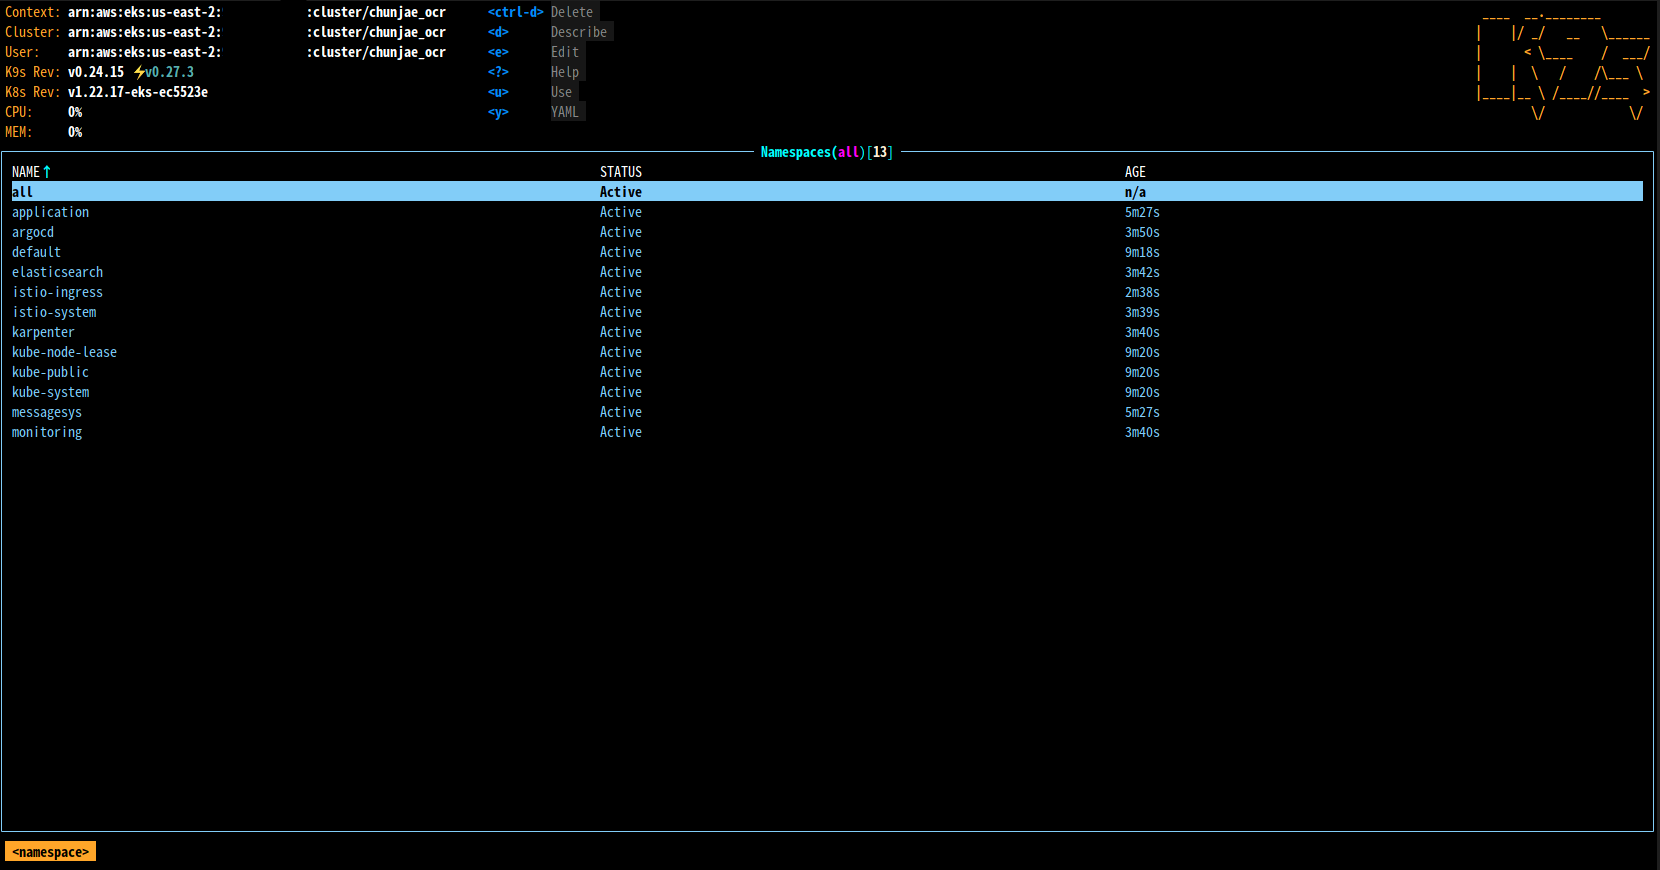 Context: arn:aws:eks:us-east-2: :cluster/chunjae_ocr <ctrl-d> Delete
Cluster: arn:aws:eks:us-east-2: :cluster/chunjae_ocr <d> Describe
User: arn:aws:eks:us-east-2: :cluster/chunjae_ocr <e> Edit
K9s Rev: v0.24.15 ⚡v0.27.3 <?> Help
K8s Rev: v1.22.17-eks-ec5523e <u> Use
CPU: 0% <y> YAML
MEM: 0%
Namespaces(all)[13]
NAME↑ STATUS AGE
all Active n/a
application Active 5m27s
argocd Active 3m50s
default Active 9m18s
elasticsearch Active 3m42s
istio-ingress Active 2m38s
istio-system Active 3m39s
karpenter Active 3m40s
kube-node-lease Active 9m20s
kube-public Active 9m20s
kube-system Active 9m20s
messagesys Active 5m27s
monitoring Active 3m40s
<namespace>